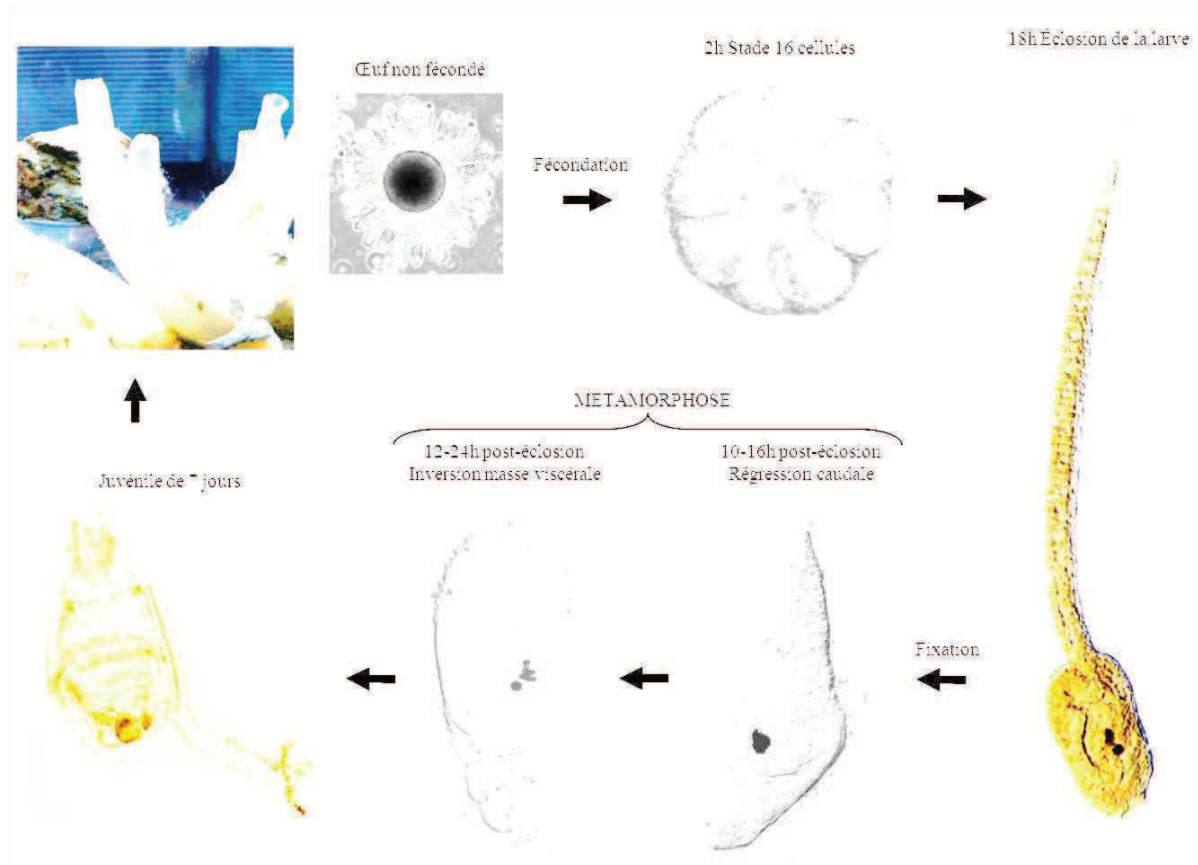 Œuf non fécondé
Fécondation
2h Stade 16 cellules
18h Éclosion de la larve
Fixation
METAMORPHOSE
10-16h post-éclosion
Régression caudale
12-24h post-éclosion
Inversion masse viscérale
Juvénile de 7 jours